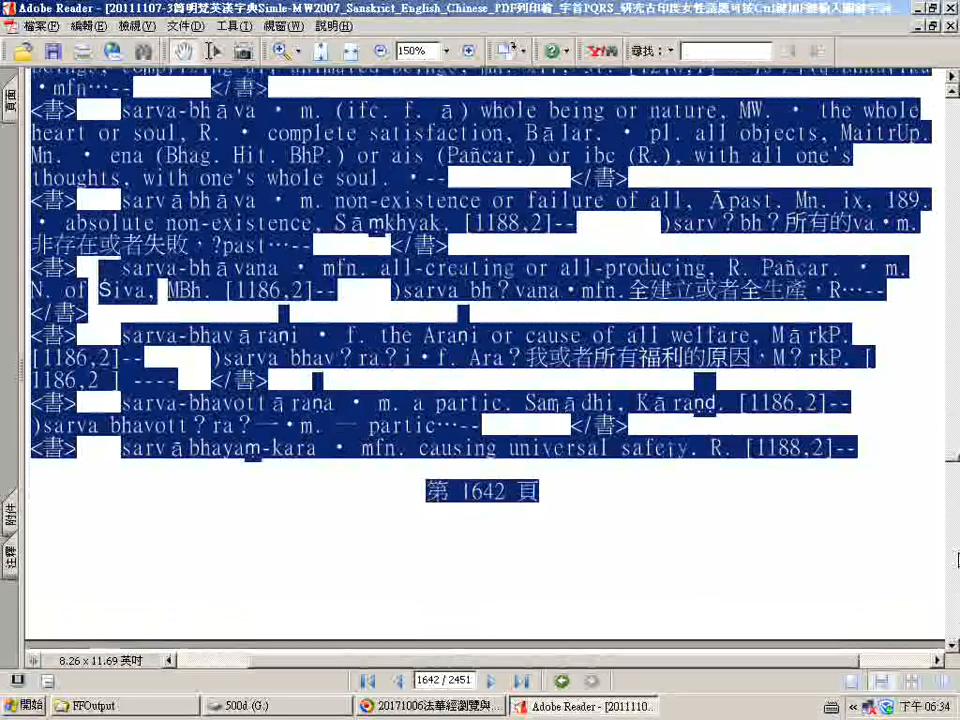 Adobe Reader - [20111107-3簡明梵英漢字典Simle-MW2007_Sanskrict_English_Chinese_PDF列印檔_字首PQRS_研究古印度女性話題可按Ctrl鍵加F鍵輸入關鍵字詞
檔案(F) 編輯(E) 檢視(V) 文件(D) 工具(I) 視窗(W) 說明(H)
150% 尋找:
頁面
‧mfn…-- </書>
<書> sarva-bhāva ‧ m. (ifc. f. ā) whole being or nature, MW. ‧ the whole
heart or soul, R. ‧ complete satisfaction, Bālar. ‧ pl. all objects, MaitrUp.
Mn. ‧ ena (Bhag. Hit. BhP.) or ais (Pañcar.) or ibc (R.), with all one's
thoughts, with one's whole soul. ‧-- </書>
<書> sarvābhāva ‧ m. non-existence or failure of all, Āpast. Mn. ix, 189.
‧ absolute non-existence, Sāṃkhyak. [1188,2]-- )sarv?bh?所有的va‧m.
非存在或者失敗，?past…-- </書>
<書> sarva-bhāvana ‧ mfn. all-creating or all-producing, R. Pañcar. ‧ m.
N. of Śiva, MBh. [1186,2]-- )sarva bh?vana‧mfn.全建立或者全生產，R…--
</書>
<書> sarva-bhavāraṇi ‧ f. the Araṇi or cause of all welfare, MārkP.
[1186,2]-- )sarva bhav?ra?i‧f. Ara?我或者所有福利的原因，M?rkP. [
1186,2 ] ---- </書>
<書> sarva-bhavottāraṇa ‧ m. a partic. Samādhi, Kāraṇḍ. [1186,2]--
)sarva bhavott?ra?一‧m. 一 partic…-- </書>
<書> sarvābhayaṃ-kara ‧ mfn. causing universal safety. R. [1188,2]--
第 1642 頁
附件
注釋
8.26 x 11.69 英吋
1642 / 2451
開始 FFOutput 500d (G:) 20171006法華經瀏覽與... Adobe Reader - [2011110... 下午 06:34